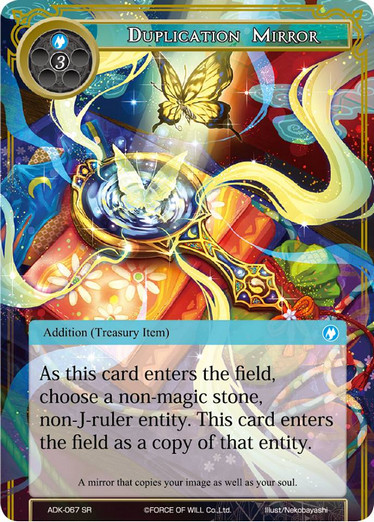 Duplication Mirror
3
Addition (Treasury Item)
As this card enters the field,
choose a non-magic stone,
non-J-ruler entity. This card enters
the field as a copy of that entity.
A mirror that copies your image as well as your soul.
ADK-067 SR ©FORCE OF WILL Co.,Ltd. Illust/Nekobayashi